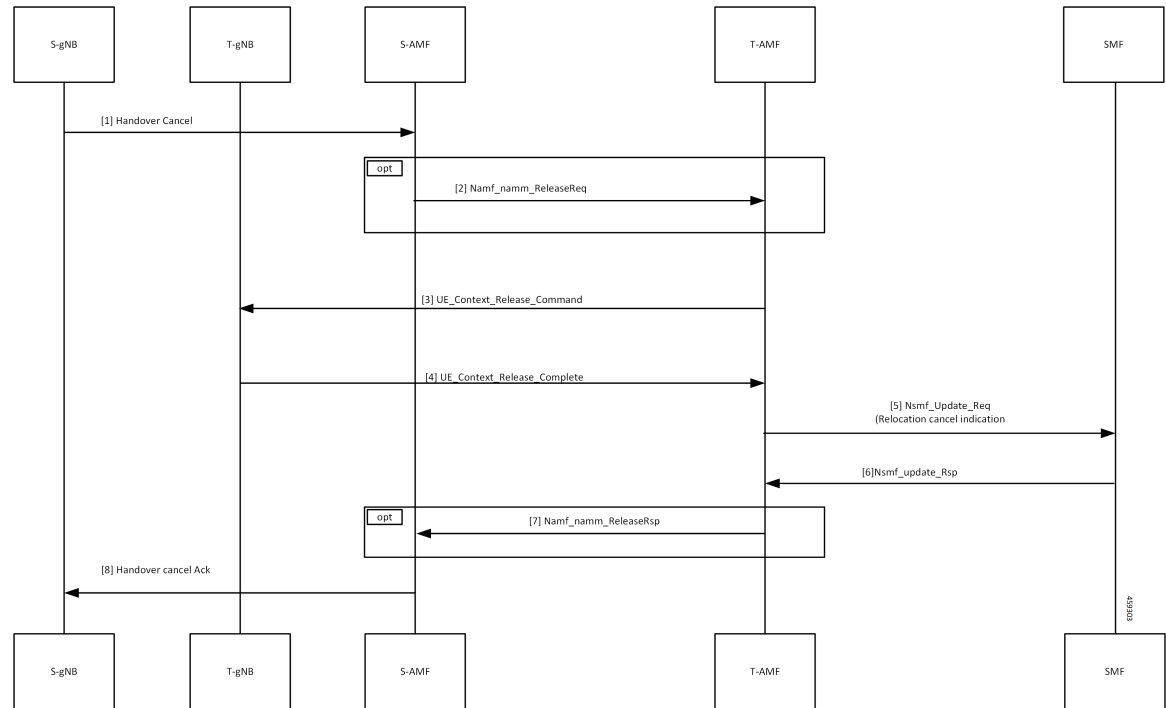 S-gNB
T-gNB
S-AMF
T-AMF
SMF
[1] Handover Cancel
opt
[2] Namf_namm_ReleaseReq
[3] UE_Context_Release_Command
[4] UE_Context_Release_Complete
[5] Nsmf_Update_Req
(Relocation cancel indication
[6]Nsmf_update_Rsp
opt
[7] Namf_namm_ReleaseRsp
[8] Handover cancel Ack
459303
S-gNB
T-gNB
S-AMF
T-AMF
SMF